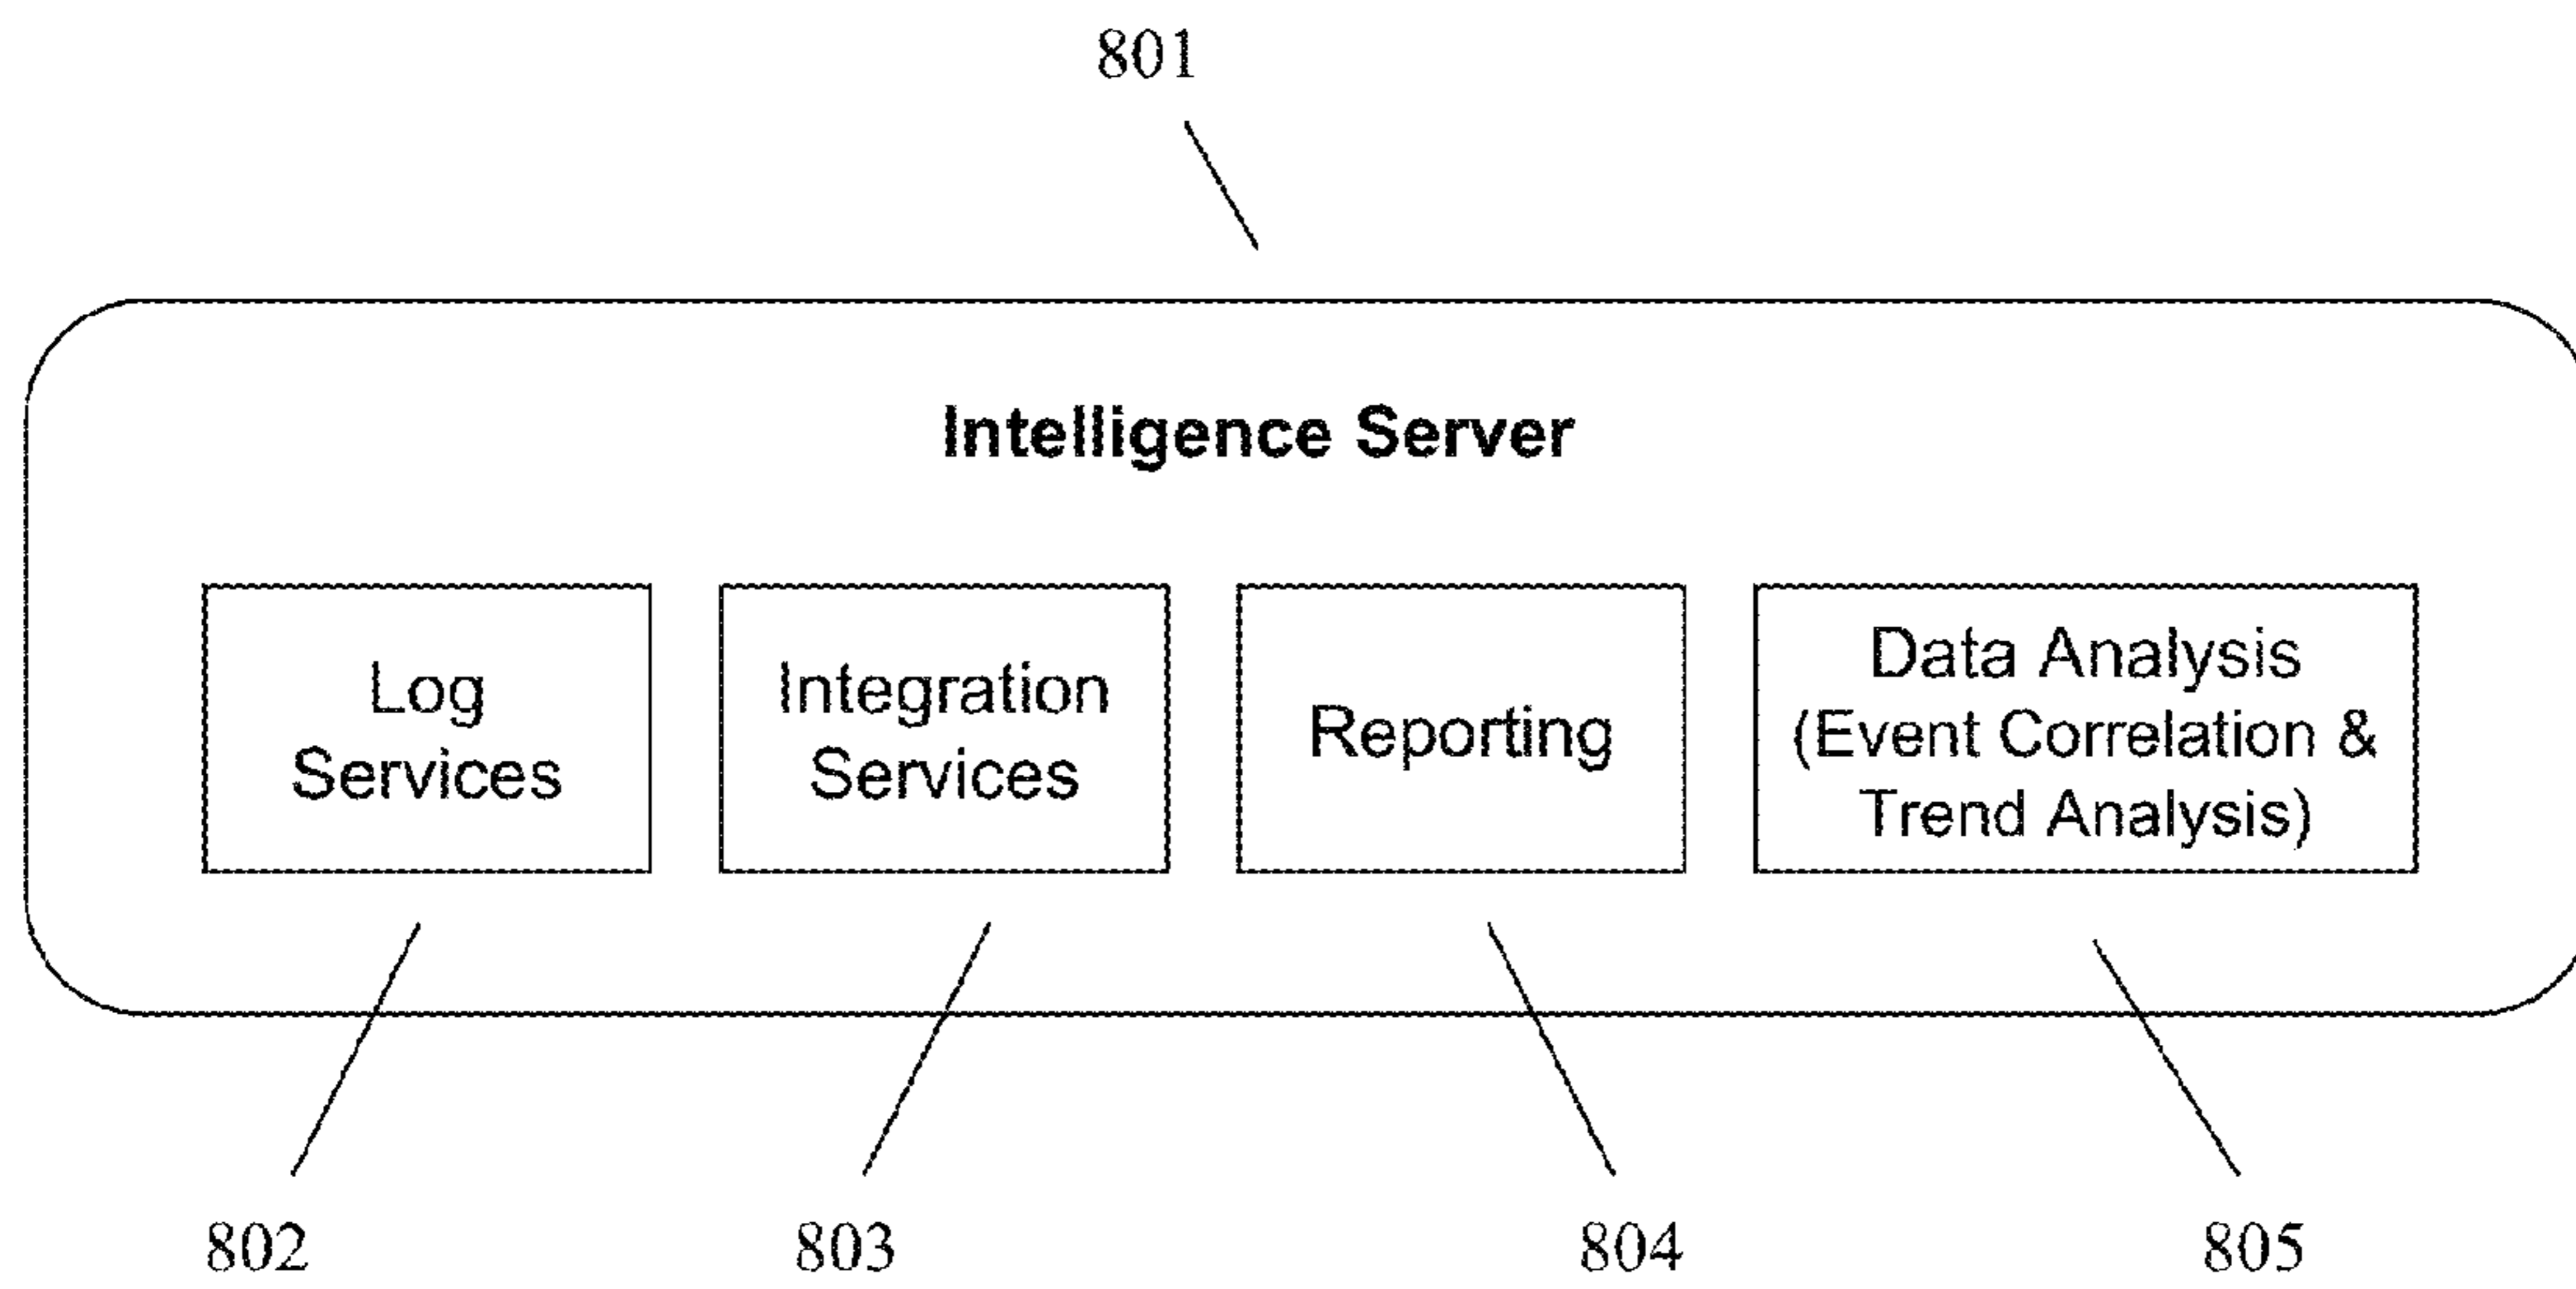 801
Intelligence Server
Log
Services
Integration
Services
Reporting
Data Analysis
(Event Correlation &
Trend Analysis)
802
803
804
805